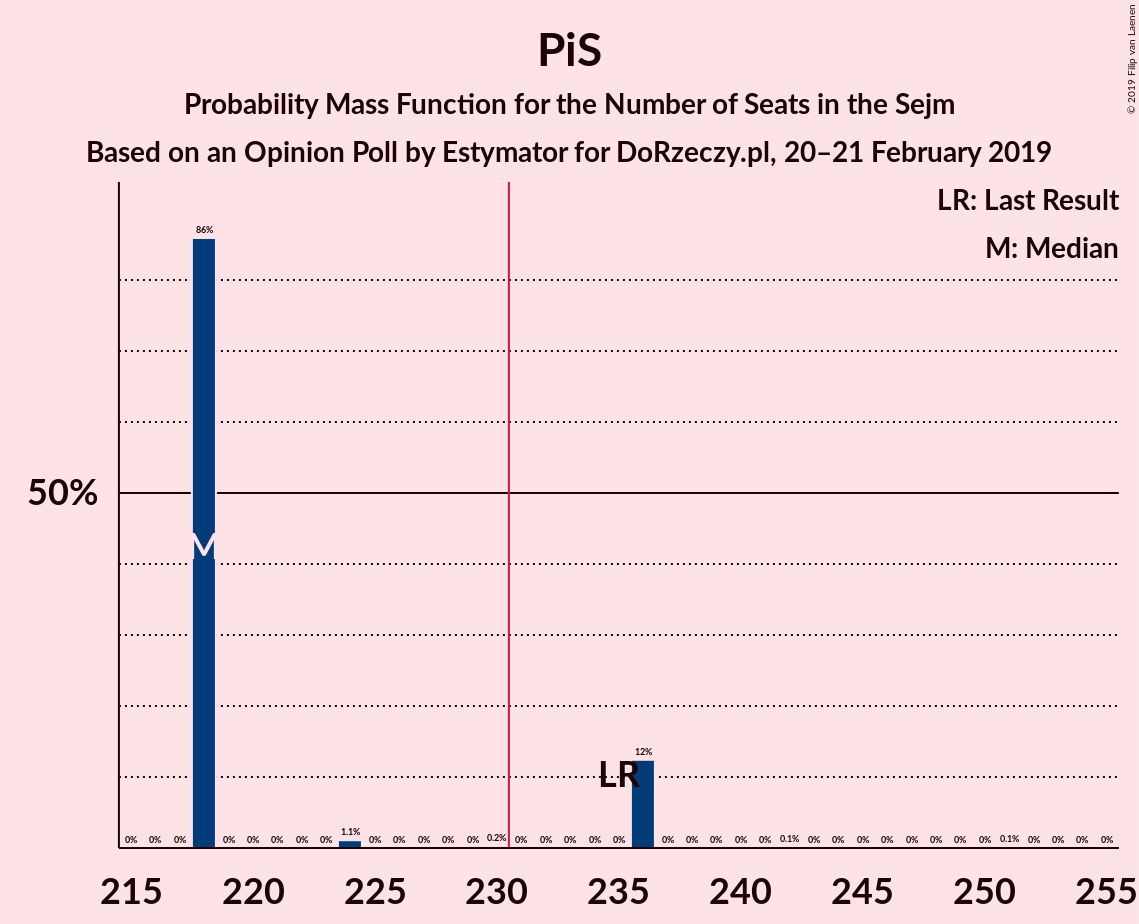 PiS
Probability Mass Function for the Number of Seats in the Sejm
Based on an Opinion Poll by Estymator for DoRzeczy.pl, 20–21 February 2019
© 2019 Filip van Laenen
LR: Last Result
M: Median
86%
50%
M
12%
LR
0% 0% 0% 0% 0% 0% 0% 0% 1.1% 0% 0% 0% 0% 0% 0.2% 0% 0% 0% 0% 0% 0% 0% 0% 0% 0% 0.1% 0% 0% 0% 0% 0% 0% 0% 0% 0.1% 0% 0% 0% 0%
215 220 225 230 235 240 245 250 255